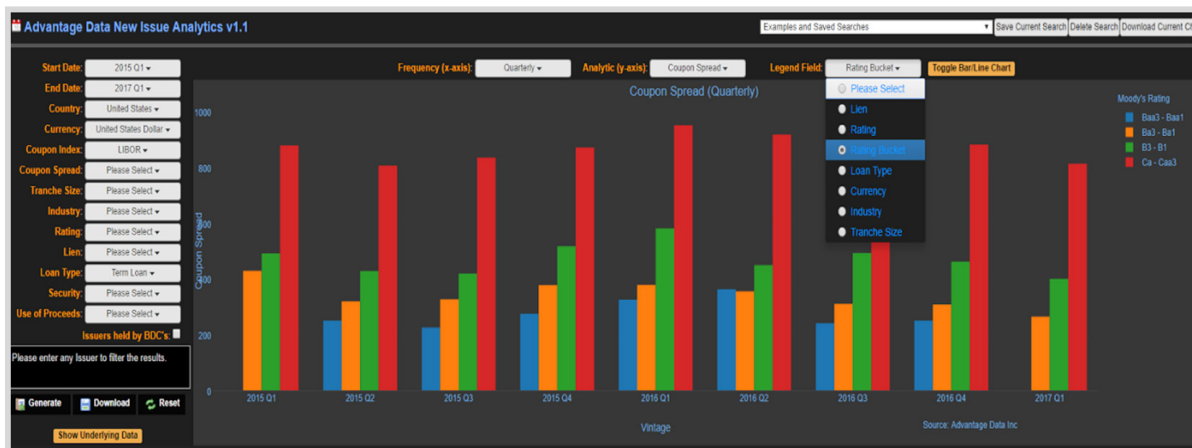 Advantage Data New Issue Analytics v1.1
Examples and Saved Searches
Save Current Search Delete Search Download Current Ch
Start Date: 2015 Q1
End Date: 2017 Q1
Country: United States
Currency: United States Dollar
Coupon Index: LIBOR
Coupon Spread: Please Select
Tranche Size: Please Select
Industry: Please Select
Rating: Please Select
Lien: Please Select
Loan Type: Term Loan
Security: Please Select
Use of Proceeds: Please Select
Issuers held by BDC's:
Please enter any Issuer to filter the results.
Generate Download Reset
Show Underlying Data
Frequency (x-axis): Quarterly Analytic (y-axis): Coupon Spread Legend Field: Rating Bucket Toggle Bar/Line Chart
Please Select
Lien
Rating
Rating Bucket
Loan Type
Currency
Industry
Tranche Size
Coupon Spread (Quarterly)
Moody's Rating
Baa3 - Baa1
Ba3 - Ba1
B3 - B1
Ca - Caa3
Coupon Spread
1000
800
600
400
200
0
2015 Q1 2015 Q2 2015 Q3 2015 Q4 2016 Q1 2016 Q2 2016 Q3 2016 Q4 2017 Q1
Vintage
Source: Advantage Data Inc